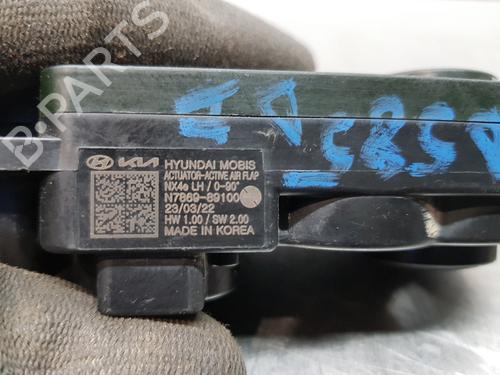 B-PARTS
KIA
HYUNDAI MOBIS
ACTUATOR-ACTIVE AIR FLAP
NX4e LH / 0~90°
N7869-89100
23/03/22
HW 1.00 / SW 2.00
MADE IN KOREA